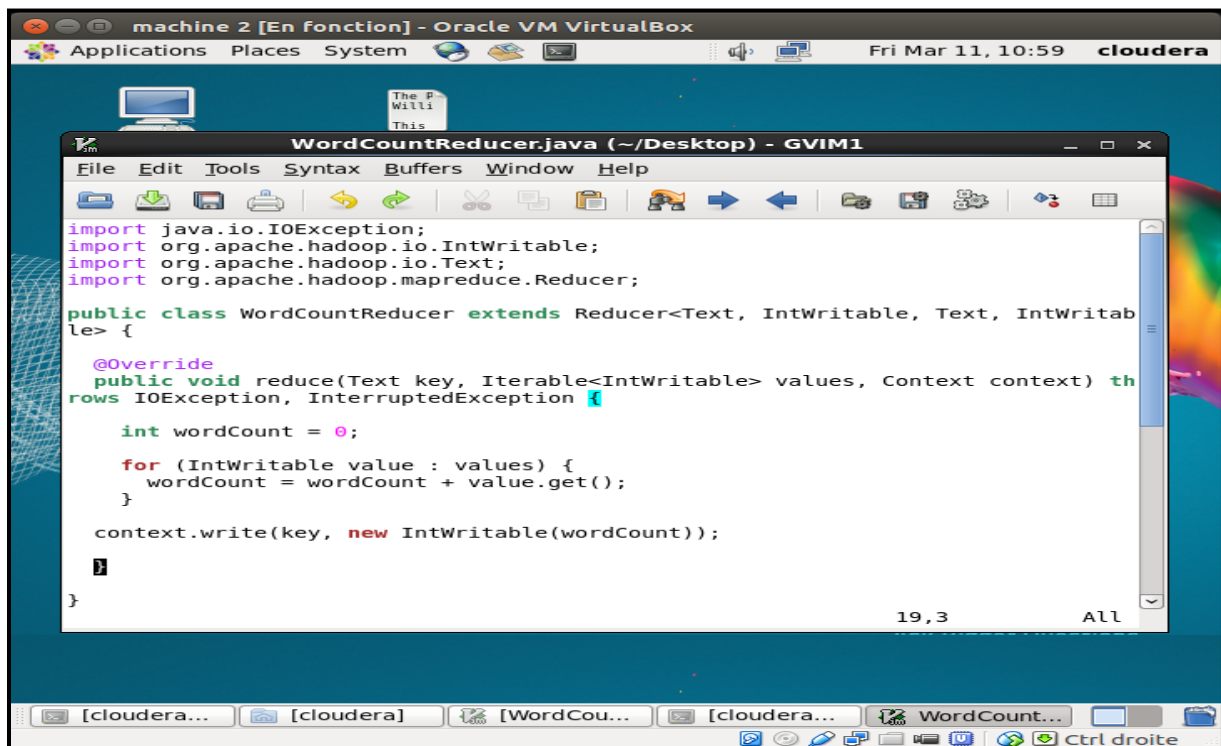 machine 2 [En fonction] - Oracle VM VirtualBox
Applications Places System Fri Mar 11, 10:59 cloudera
The P
Willi
This
WordCountReducer.java (~/Desktop) - GVIM1
File Edit Tools Syntax Buffers Window Help
import java.io.IOException;
import org.apache.hadoop.io.IntWritable;
import org.apache.hadoop.io.Text;
import org.apache.hadoop.mapreduce.Reducer;
public class WordCountReducer extends Reducer<Text, IntWritable, Text, IntWritab
le> {
@Override
public void reduce(Text key, Iterable<IntWritable> values, Context context) th
rows IOException, InterruptedException {
int wordCount = 0;
for (IntWritable value : values) {
wordCount = wordCount + value.get();
}
context.write(key, new IntWritable(wordCount));
}
}
19,3 All
[cloudera... [cloudera] [WordCou... [cloudera... WordCount...
Ctrl droite